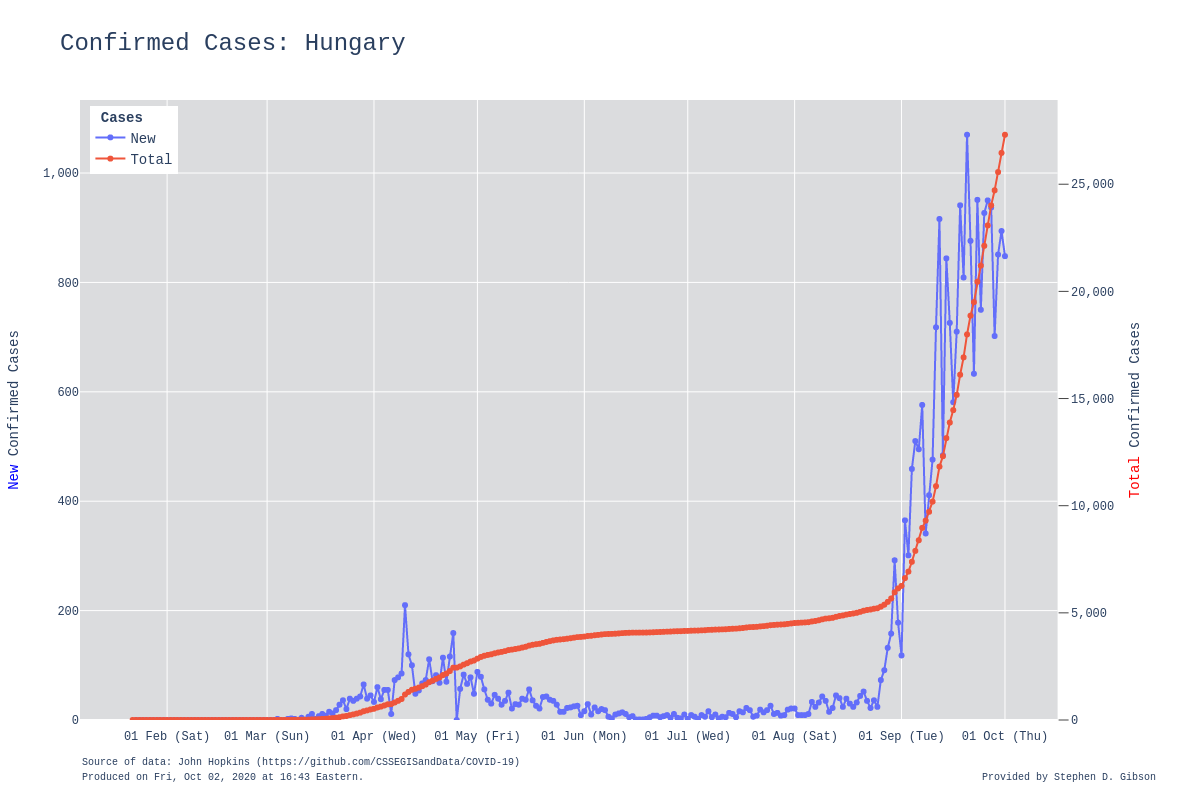 Confirmed Cases: Hungary
Cases
New
Total
1,000
800
600
400
200
0
New Confirmed Cases
25,000
20,000
15,000
10,000
5,000
0
Total Confirmed Cases
01 Feb (Sat) 01 Mar (Sun) 01 Apr (Wed) 01 May (Fri) 01 Jun (Mon) 01 Jul (Wed) 01 Aug (Sat) 01 Sep (Tue) 01 Oct (Thu)
Source of data: John Hopkins (https://github.com/CSSEGISandData/COVID-19)
Produced on Fri, Oct 02, 2020 at 16:43 Eastern.
Provided by Stephen D. Gibson